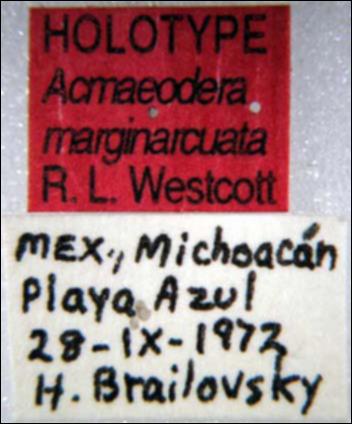 HOLOTYPE
Acmaeodera
marginarcuata
R. L. Westcott
MEX., Michoacán
Playa Azul
28-IX-1972
H. Brailovsky